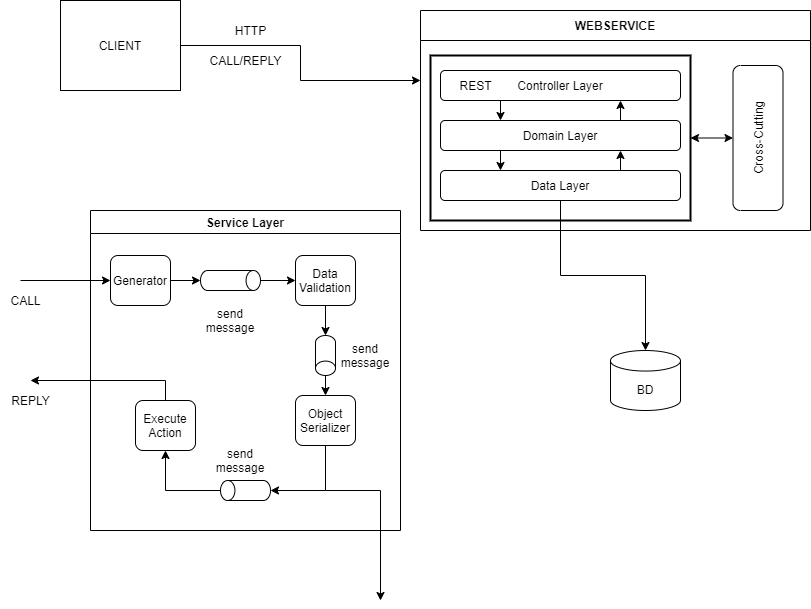 CLIENT
HTTP
CALL/REPLY
WEBSERVICE
REST Controller Layer
Domain Layer
Data Layer
Cross-Cutting
BD
Service Layer
CALL
Generator
send
message
Data
Validation
send
message
Object
Serializer
send
message
Execute
Action
REPLY